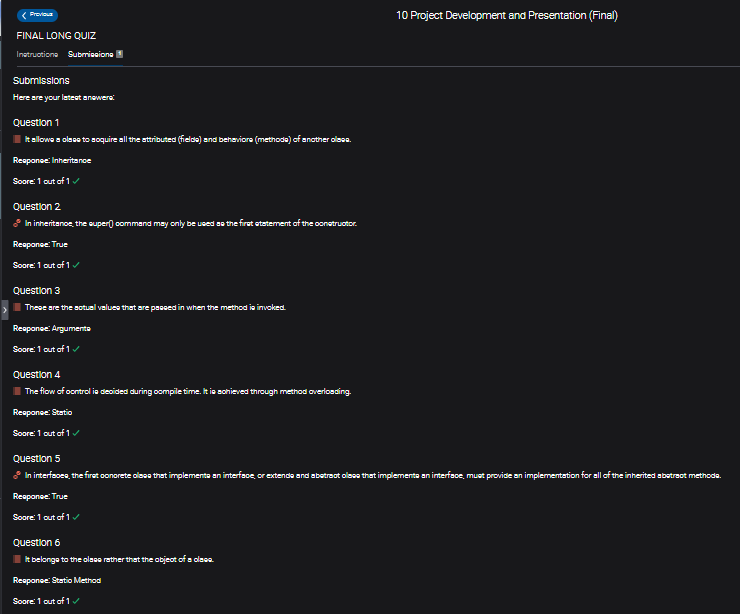 Previous
10 Project Development and Presentation (Final)
FINAL LONG QUIZ
Instructions Submissions 1
Submissions
Here are your latest answers:
Question 1
It allows a class to acquire all the attributed (fields) and behaviors (methods) of another class.
Response: Inheritance
Score: 1 out of 1
Question 2
In inheritance, the super() command may only be used as the first statement of the constructor.
Response: True
Score: 1 out of 1
Question 3
These are the actual values that are passed in when the method is invoked.
Response: Arguments
Score: 1 out of 1
Question 4
The flow of control is decided during compile time. It is achieved through method overloading.
Response: Static
Score: 1 out of 1
Question 5
In interfaces, the first concrete class that implements an interface, or extends and abstract class that implements an interface, must provide an implementation for all of the inherited abstract methods.
Response: True
Score: 1 out of 1
Question 6
It belongs to the class rather that the object of a class.
Response: Static Method
Score: 1 out of 1